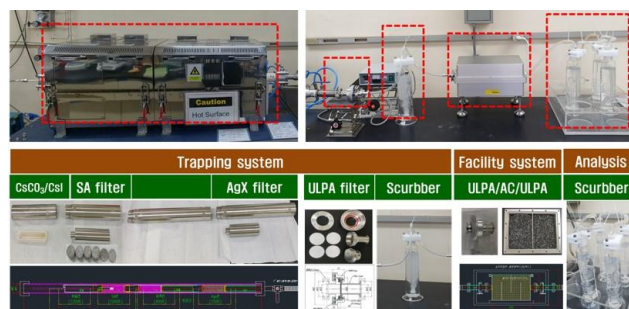 Caution
Hot Surface
Trapping system
Facility system
Analysis
CsCO₃/CsI
SA filter
AgX filter
ULPA filter
Scurbber
ULPA/AC/ULPA
Scurbber